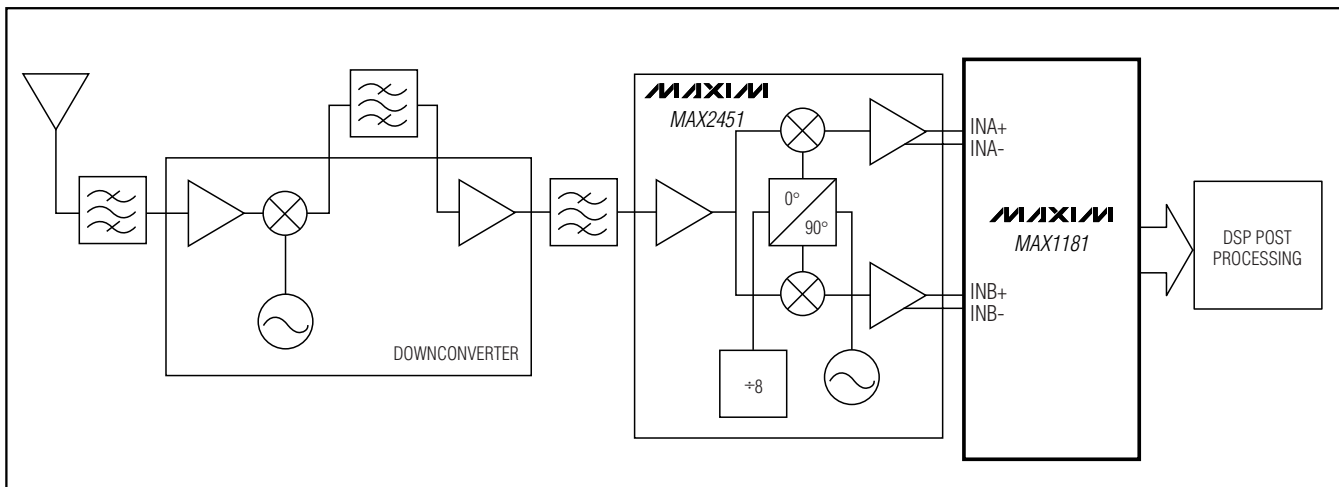 DOWNCONVERTER
MAXIM
MAX2451
0°
90°
÷8
INA+
INA-
MAXIM
MAX1181
INB+
INB-
DSP POST
PROCESSING